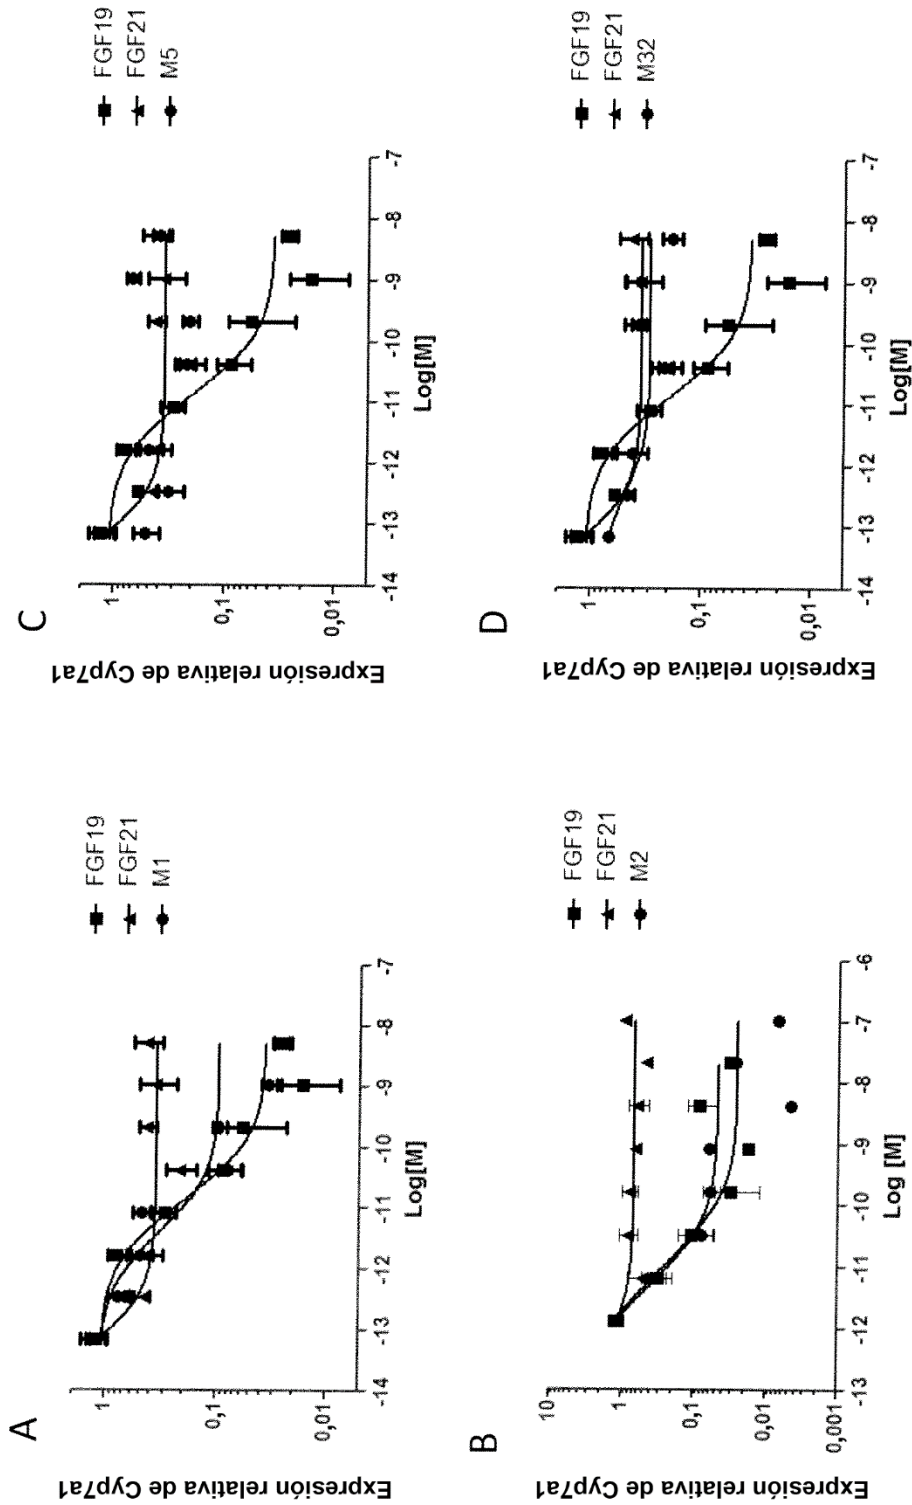 A
Expresión relativa de Cyp7a1
1
0,1
0,01
-14
-13
-12
-11
-10
-9
-8
-7
Log[M]
FGF19
FGF21
M1
B
Expresión relativa de Cyp7a1
10
1
0,1
0,01
0,001
-13
-12
-11
-10
-9
-8
-7
-6
Log [M]
FGF19
FGF21
M2
C
Expresión relativa de Cyp7a1
1
0,1
0,01
-14
-13
-12
-11
-10
-9
-8
-7
Log[M]
FGF19
FGF21
M5
D
Expresión relativa de Cyp7a1
1
0,1
0,01
-14
-13
-12
-11
-10
-9
-8
-7
Log[M]
FGF19
FGF21
M32